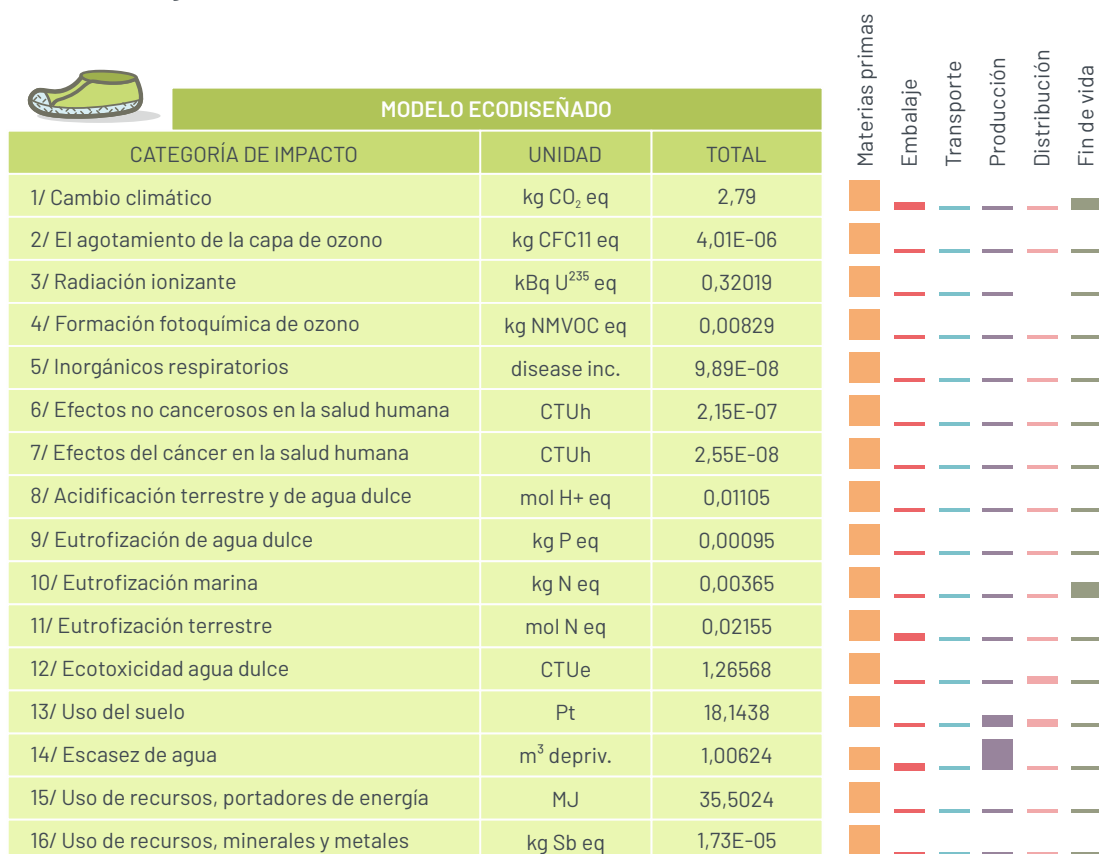 Materias primas
Embalaje
Transporte
Producción
Distribución
Fin de vida
MODELO ECODISEÑADO
CATEGORÍA DE IMPACTO UNIDAD TOTAL
1/ Cambio climático kg CO₂ eq 2,79
2/ El agotamiento de la capa de ozono kg CFC11 eq 4,01E-06
3/ Radiación ionizante kBq U²³⁵ eq 0,32019
4/ Formación fotoquímica de ozono kg NMVOC eq 0,00829
5/ Inorgánicos respiratorios disease inc. 9,89E-08
6/ Efectos no cancerosos en la salud humana CTUh 2,15E-07
7/ Efectos del cáncer en la salud humana CTUh 2,55E-08
8/ Acidificación terrestre y de agua dulce mol H+ eq 0,01105
9/ Eutrofización de agua dulce kg P eq 0,00095
10/ Eutrofización marina kg N eq 0,00365
11/ Eutrofización terrestre mol N eq 0,02155
12/ Ecotoxicidad agua dulce CTUe 1,26568
13/ Uso del suelo Pt 18,1438
14/ Escasez de agua m³ depriv. 1,00624
15/ Uso de recursos, portadores de energía MJ 35,5024
16/ Uso de recursos, minerales y metales kg Sb eq 1,73E-05